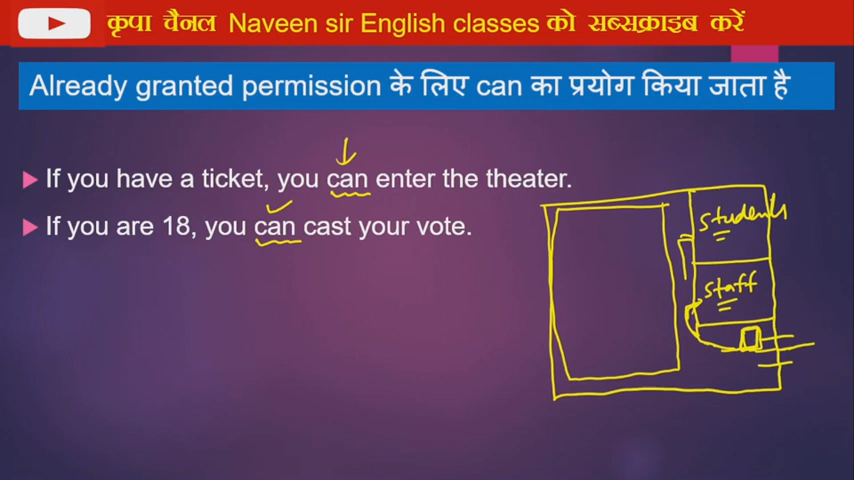 कृपा चैनल Naveen sir English classes को सब्सक्राइब करें
Already granted permission के लिए can का प्रयोग किया जाता है
If you have a ticket, you can enter the theater.
If you are 18, you can cast your vote.
Students
Staff